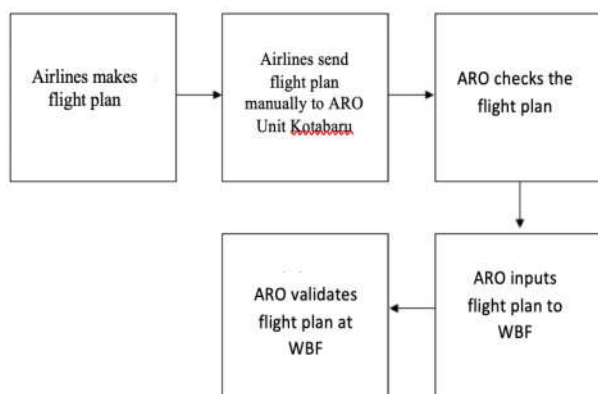 Airlines makes
flight plan
Airlines send
flight plan
manually to ARO
Unit Kotabaru
ARO checks the
flight plan
ARO inputs
flight plan to
WBF
ARO validates
flight plan at
WBF